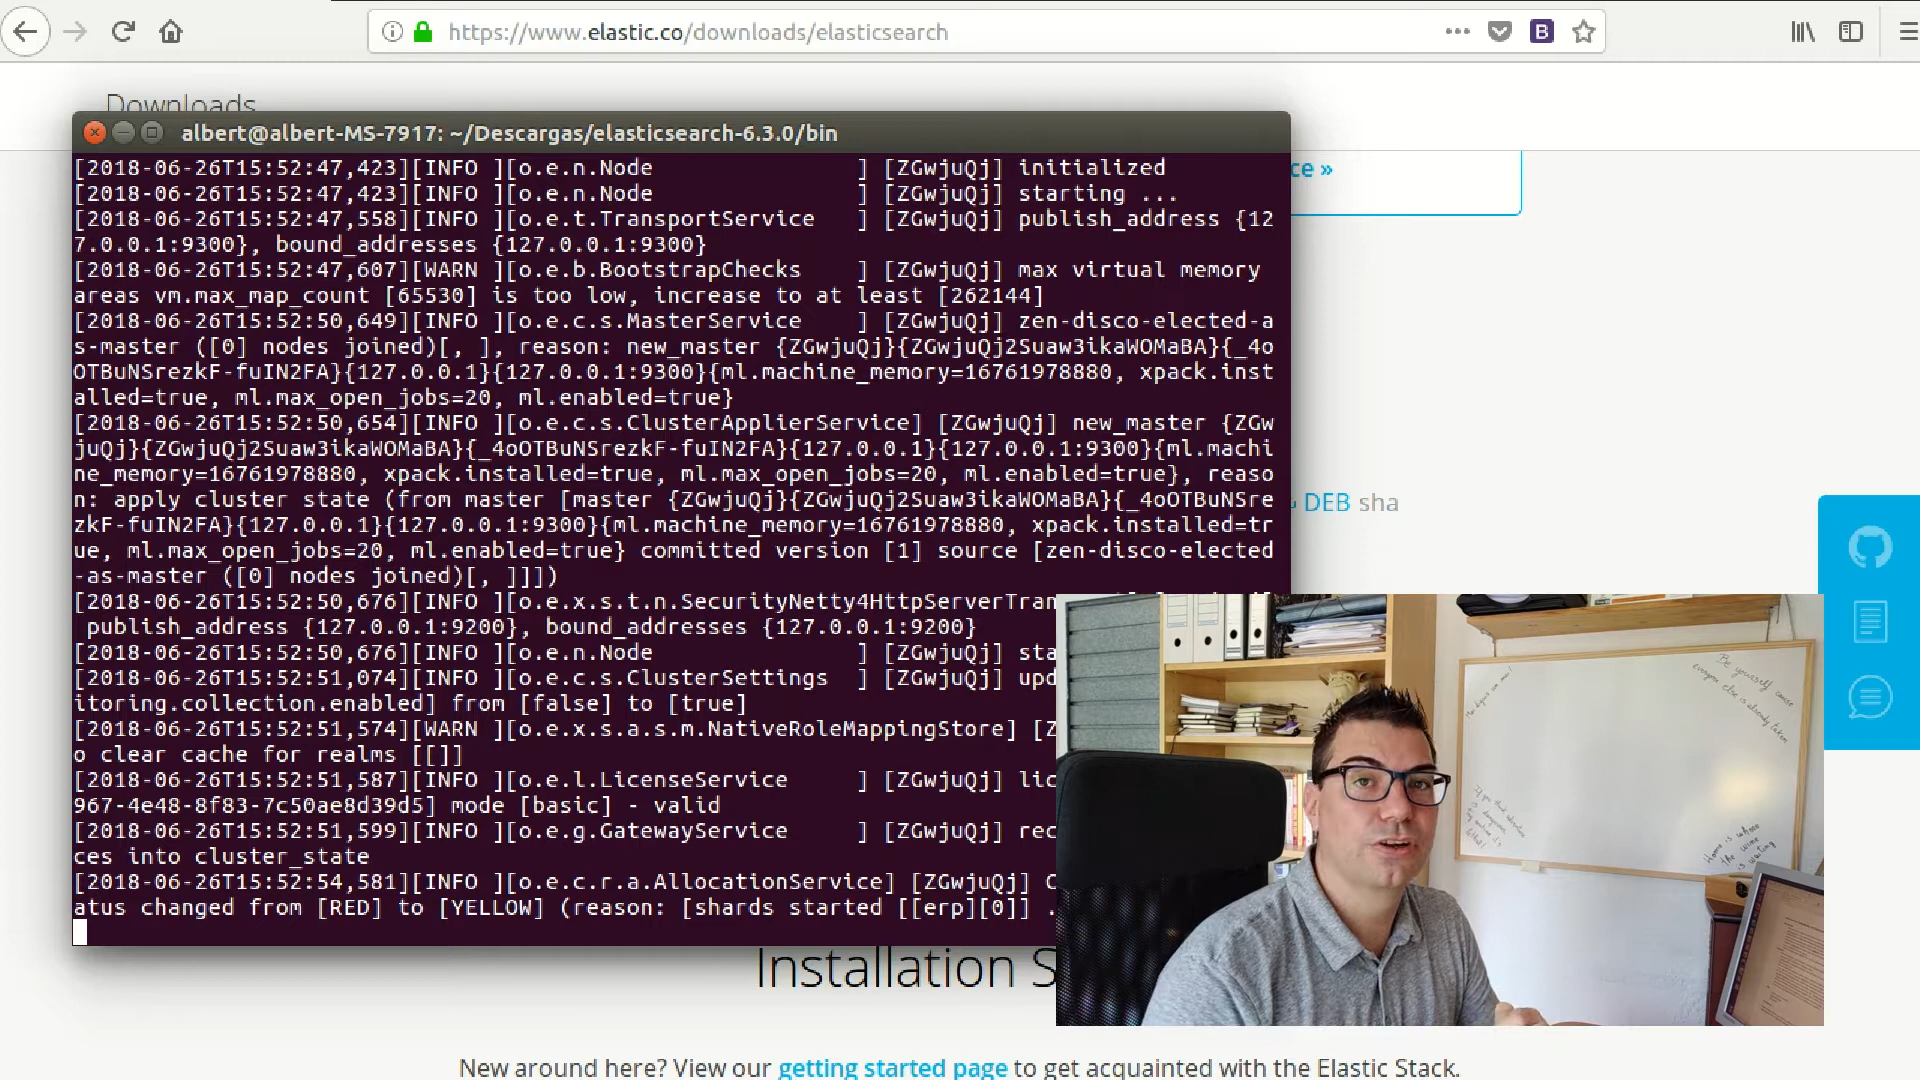 https://www.elastic.co/downloads/elasticsearch
Downloads
ce »
albert@albert-MS-7917: ~/Descargas/elasticsearch-6.3.0/bin
[2018-06-26T15:52:47,423][INFO ][o.e.n.Node               ] [ZGwjuQj] initialized
[2018-06-26T15:52:47,423][INFO ][o.e.n.Node               ] [ZGwjuQj] starting ...
[2018-06-26T15:52:47,558][INFO ][o.e.t.TransportService   ] [ZGwjuQj] publish_address {12
7.0.0.1:9300}, bound_addresses {127.0.0.1:9300}
[2018-06-26T15:52:47,607][WARN ][o.e.b.BootstrapChecks    ] [ZGwjuQj] max virtual memory
areas vm.max_map_count [65530] is too low, increase to at least [262144]
[2018-06-26T15:52:50,649][INFO ][o.e.c.s.MasterService    ] [ZGwjuQj] zen-disco-elected-a
s-master ([0] nodes joined)[, ], reason: new_master {ZGwjuQj}{ZGwjuQj2Suaw3ikaWOMaBA}{_4o
OTBuNSrezkF-fuIN2FA}{127.0.0.1}{127.0.0.1:9300}{ml.machine_memory=16761978880, xpack.inst
alled=true, ml.max_open_jobs=20, ml.enabled=true}
[2018-06-26T15:52:50,654][INFO ][o.e.c.s.ClusterApplierService] [ZGwjuQj] new_master {ZGw
juQj}{ZGwjuQj2Suaw3ikaWOMaBA}{_4oOTBuNSrezkF-fuIN2FA}{127.0.0.1}{127.0.0.1:9300}{ml.machi
ne_memory=16761978880, xpack.installed=true, ml.max_open_jobs=20, ml.enabled=true}, reaso
n: apply cluster state (from master [master {ZGwjuQj}{ZGwjuQj2Suaw3ikaWOMaBA}{_4oOTBuNSre
zkF-fuIN2FA}{127.0.0.1}{127.0.0.1:9300}{ml.machine_memory=16761978880, xpack.installed=tr
ue, ml.max_open_jobs=20, ml.enabled=true} committed version [1] source [zen-disco-elected
-as-master ([0] nodes joined)[, ]]])
[2018-06-26T15:52:50,676][INFO ][o.e.x.s.t.n.SecurityNetty4HttpServerTran
publish_address {127.0.0.1:9200}, bound_addresses {127.0.0.1:9200}
[2018-06-26T15:52:50,676][INFO ][o.e.n.Node               ] [ZGwjuQj] sta
[2018-06-26T15:52:51,074][INFO ][o.e.c.s.ClusterSettings  ] [ZGwjuQj] upd
itoring.collection.enabled] from [false] to [true]
[2018-06-26T15:52:51,574][WARN ][o.e.x.s.a.s.m.NativeRoleMappingStore] [Z
o clear cache for realms [[]]
[2018-06-26T15:52:51,587][INFO ][o.e.l.LicenseService     ] [ZGwjuQj] lic
967-4e48-8f83-7c50ae8d39d5] mode [basic] - valid
[2018-06-26T15:52:51,599][INFO ][o.e.g.GatewayService     ] [ZGwjuQj] rec
ces into cluster_state
[2018-06-26T15:52:54,581][INFO ][o.e.c.r.a.AllocationService] [ZGwjuQj] C
atus changed from [RED] to [YELLOW] (reason: [shards started [[erp][0]] .
DEB sha
Be yourself cause
everyone else is already taken
Home is where
the wine
is waiting
Installation S
New around here? View our getting started page to get acquainted with the Elastic Stack.